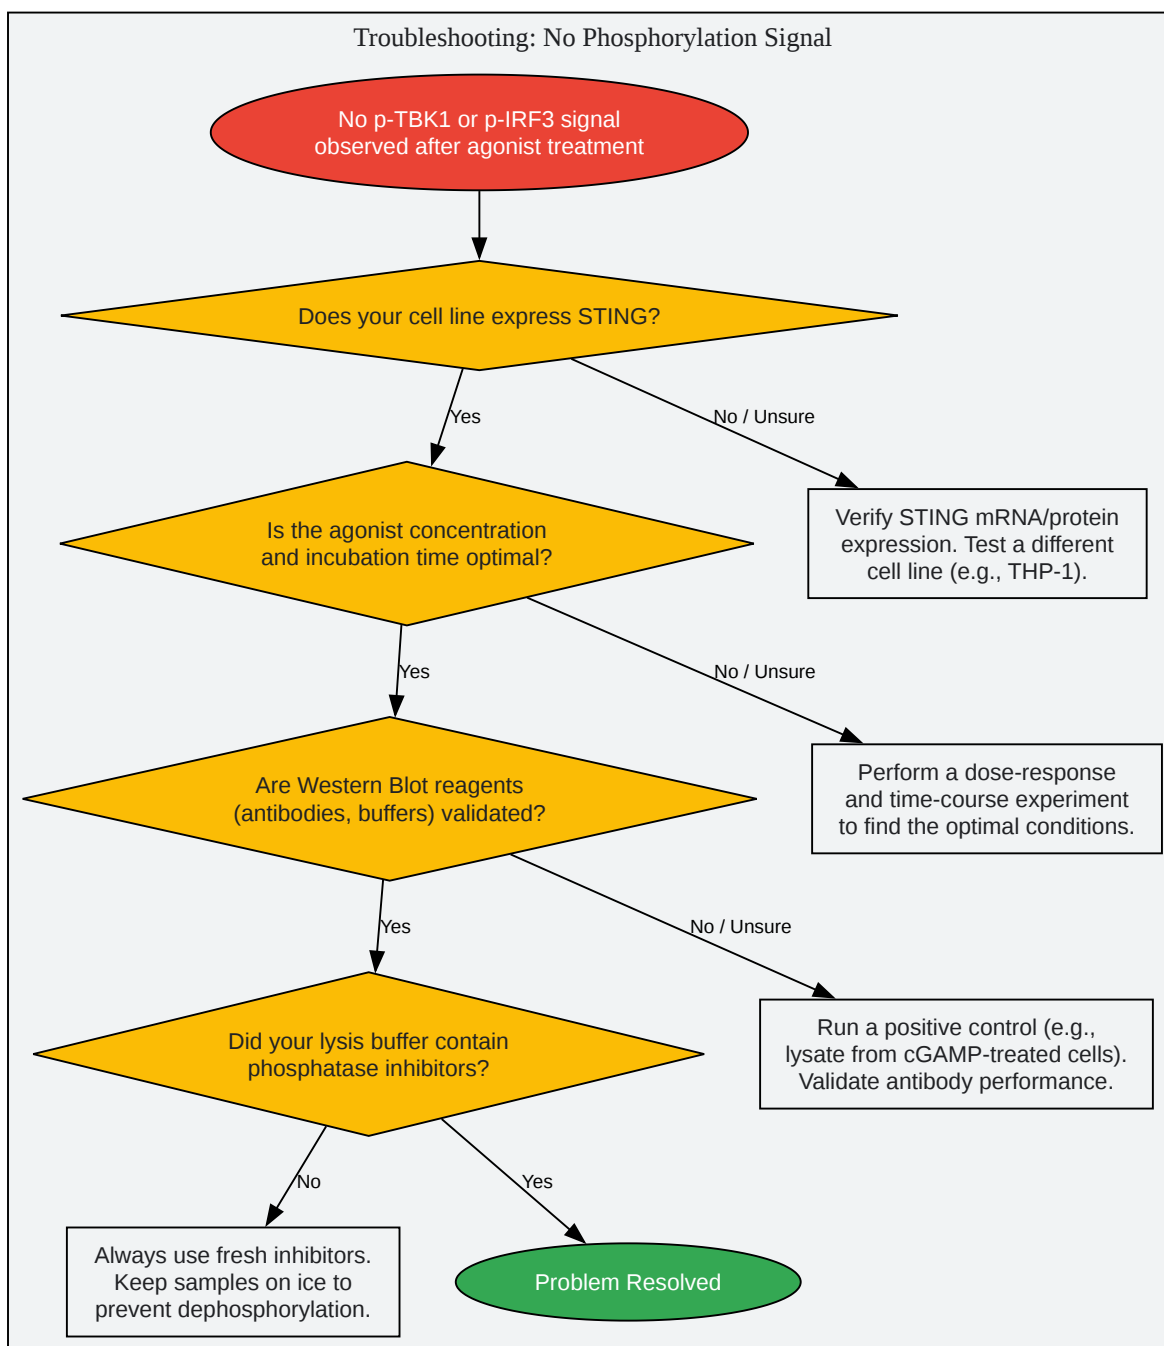 Troubleshooting: No Phosphorylation Signal
No p-TBK1 or p-IRF3 signal
observed after agonist treatment
Does your cell line express STING?
Yes
No / Unsure
Is the agonist concentration
and incubation time optimal?
Verify STING mRNA/protein
expression. Test a different
cell line (e.g., THP-1).
Yes
No / Unsure
Are Western Blot reagents
(antibodies, buffers) validated?
Perform a dose-response
and time-course experiment
to find the optimal conditions.
Yes
No / Unsure
Did your lysis buffer contain
phosphatase inhibitors?
Run a positive control (e.g.,
lysate from cGAMP-treated cells).
Validate antibody performance.
No
Yes
Always use fresh inhibitors.
Keep samples on ice to
prevent dephosphorylation.
Problem Resolved